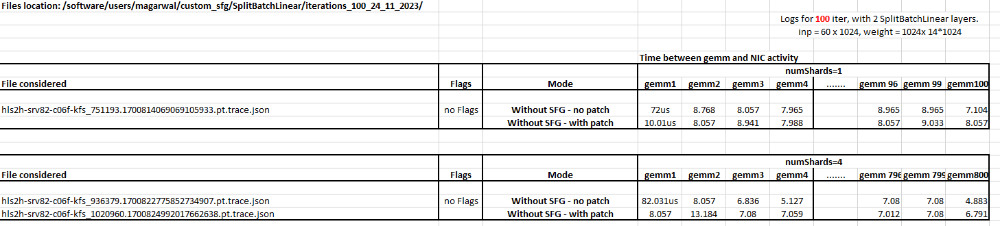 Files location: /software/users/magarwal/custom_sfg/SplitBatchLinear/iterations_100_24_11_2023/
Logs for 100 iter, with 2 SplitBatchLinear layers.
inp = 60 x 1024, weight = 1024x 14*1024
Time between gemm and NIC activity
numShards=1
File considered Flags Mode gemm1 gemm2 gemm3 gemm4 ....... gemm 96 gemm 99 gemm100
hls2h-srv82-c06f-kfs_751193.1700814069069105933.pt.trace.json no Flags Without SFG - no patch 72us 8.768 8.057 7.965 8.965 8.965 7.104
Without SFG - with patch 10.01us 8.057 8.941 7.988 8.057 9.033 8.057
numShards=4
File considered Flags Mode gemm1 gemm2 gemm3 gemm4 ....... gemm 796 gemm 799 gemm800
hls2h-srv82-c06f-kfs_936379.1700822775852734907.pt.trace.json no Flags Without SFG - no patch 82.031us 8.057 6.836 5.127 7.08 7.08 4.883
hls2h-srv82-c06f-kfs_1020960.1700824992017662638.pt.trace.json Without SFG - with patch 8.057 13.184 7.08 7.059 7.012 7.08 6.791